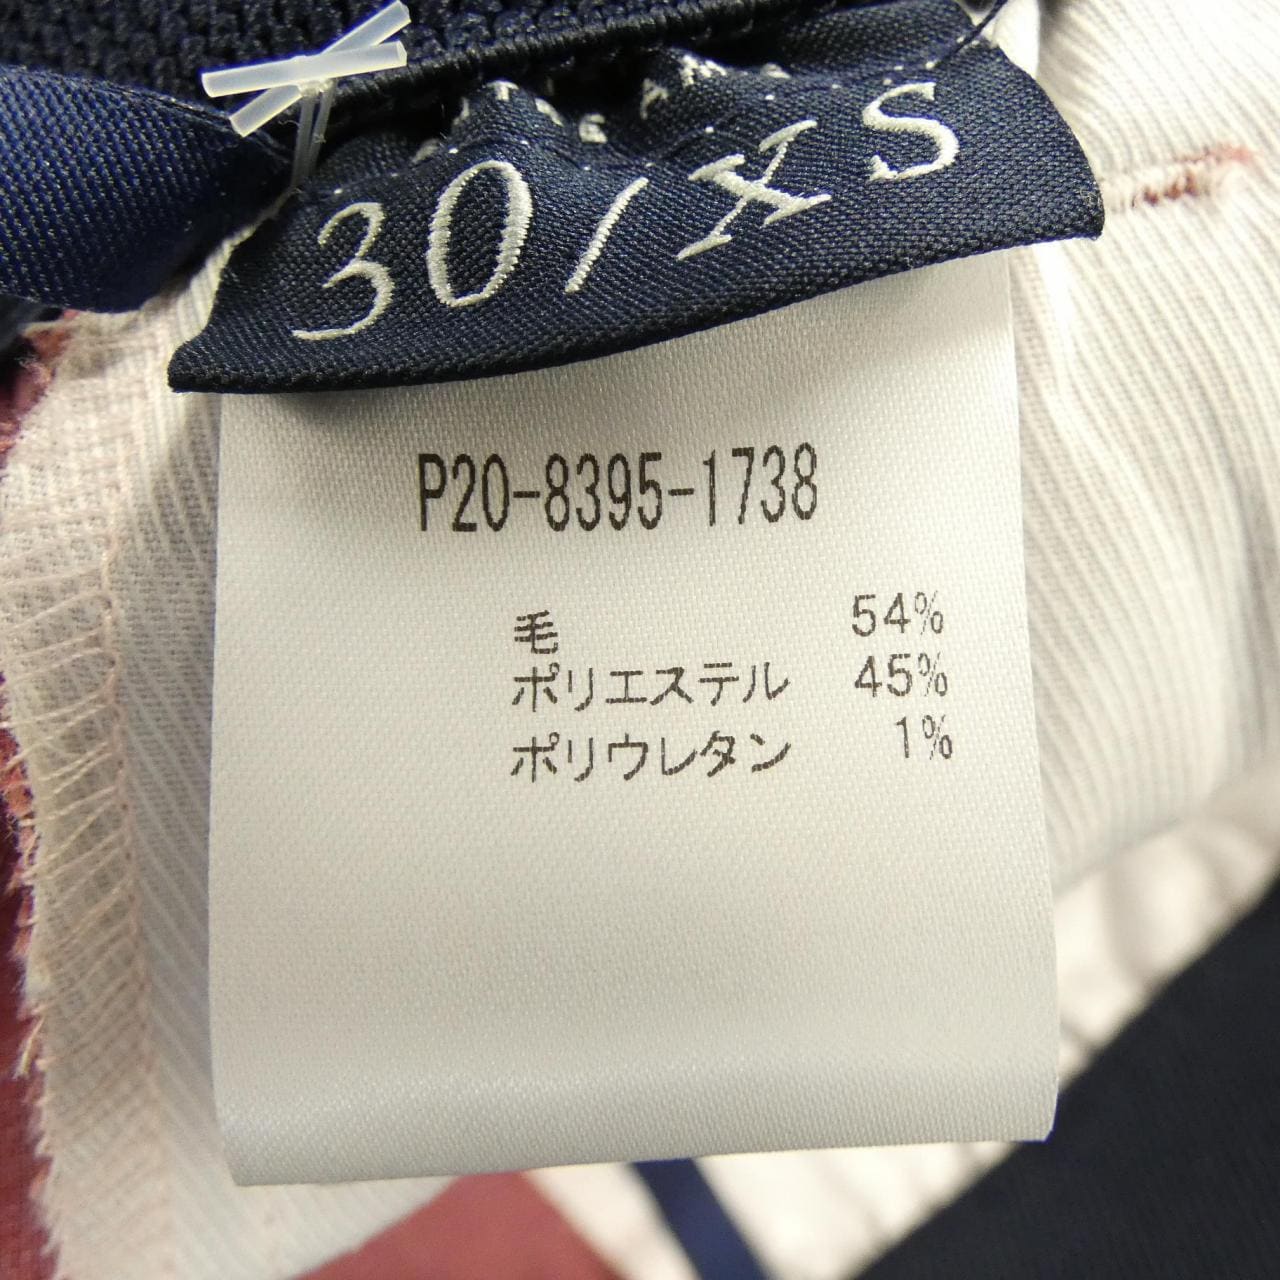 30/XS
P20-8395-1738
毛 54%
ポリエステル 45%
ポリウレタン 1%